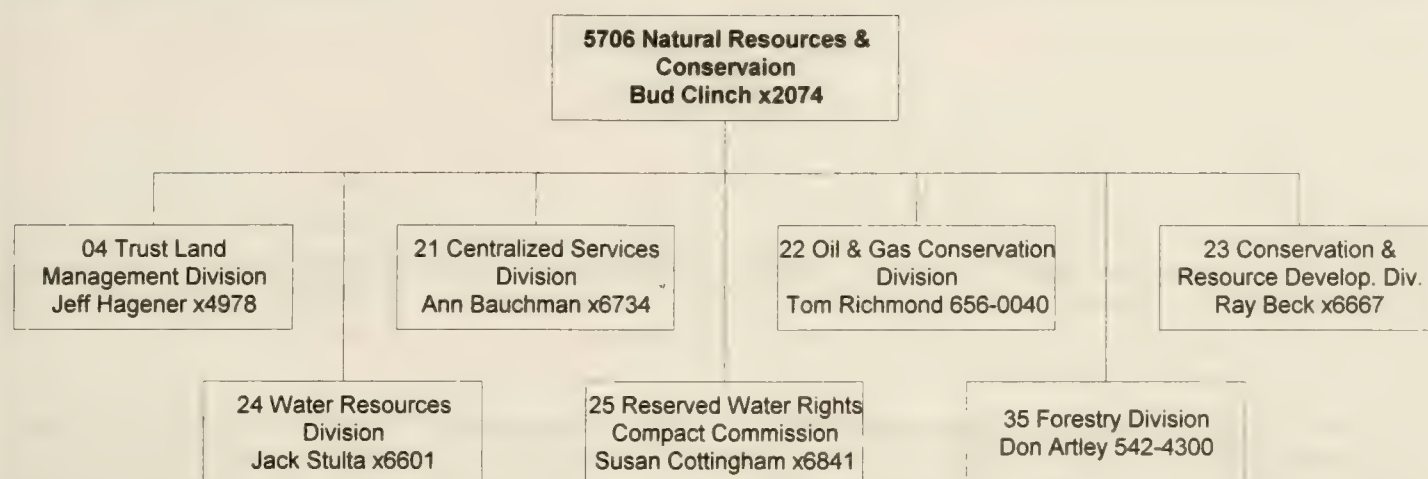 5706 Natural Resources &
Conservaion
Bud Clinch x2074
04 Trust Land
Management Division
Jeff Hagener x4978
21 Centralized Services
Division
Ann Bauchman x6734
22 Oil & Gas Conservation
Division
Tom Richmond 656-0040
23 Conservation &
Resource Develop. Div.
Ray Beck x6667
24 Water Resources
Division
Jack Stulta x6601
25 Reserved Water Rights
Compact Commission
Susan Cottingham x6841
35 Forestry Division
Don Artley 542-4300